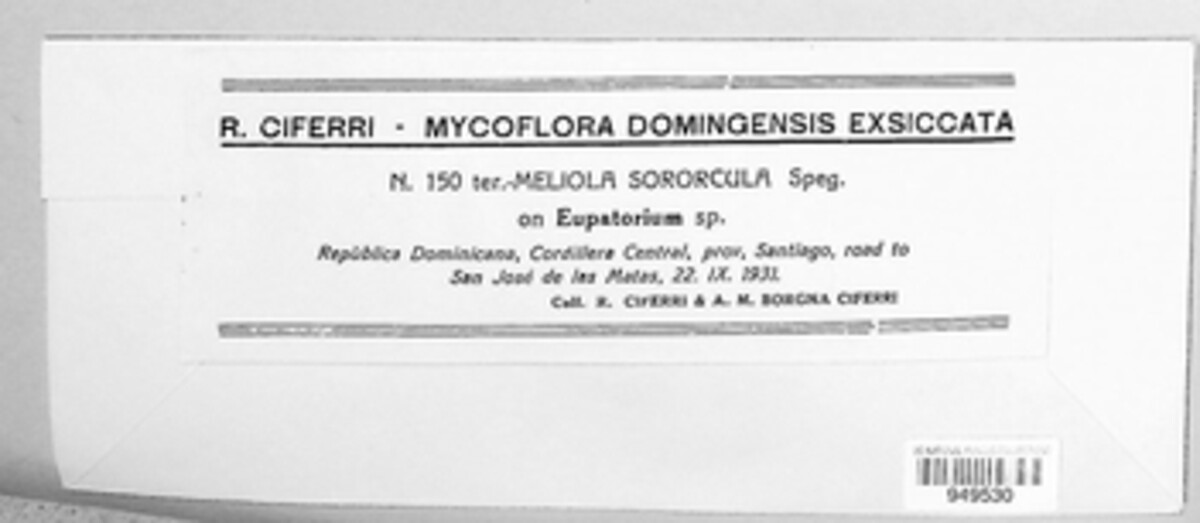 R. CIFERRI - MYCOFLORA DOMINGENSIS EXSICCATA
N. 150 ter.-MELIOLA SORORCULA Speg.
on Eupatorium sp.
República Dominicana, Cordillera Central, prov, Santiago, road to
San José de las Matas, 22. IX. 1931.
Coll. R. CIFERRI & A. M. BORGNA CIFERRI
949530